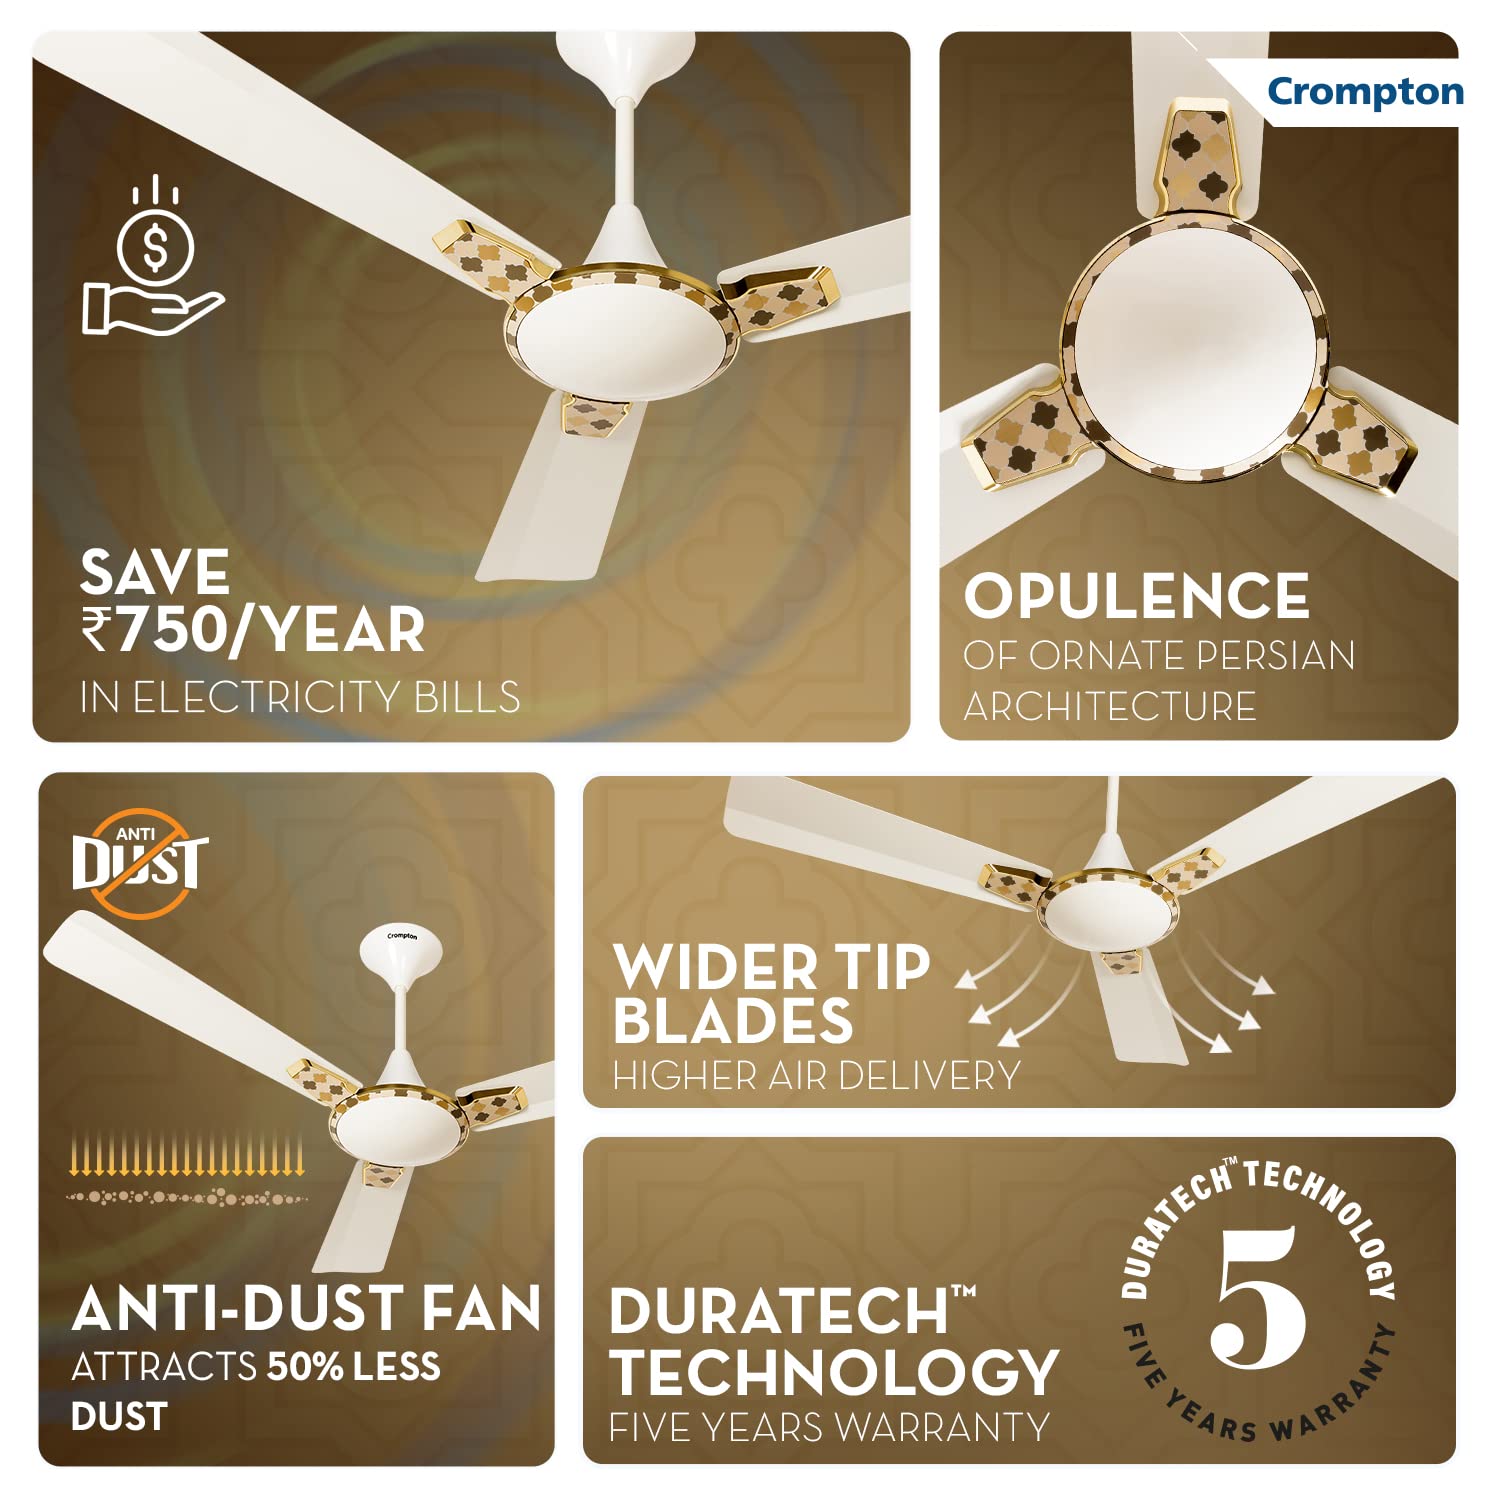 SAVE
₹750/YEAR
IN ELECTRICITY BILLS
Crompton
OPULENCE
OF ORNATE PERSIAN
ARCHITECTURE
ANTI
DUST
Crompton
ANTI-DUST FAN
ATTRACTS 50% LESS
DUST
WIDER TIP
BLADES
HIGHER AIR DELIVERY
DURATECH™
TECHNOLOGY
FIVE YEARS WARRANTY
DURATECH™ TECHNOLOGY
5
FIVE YEARS WARRANTY
$